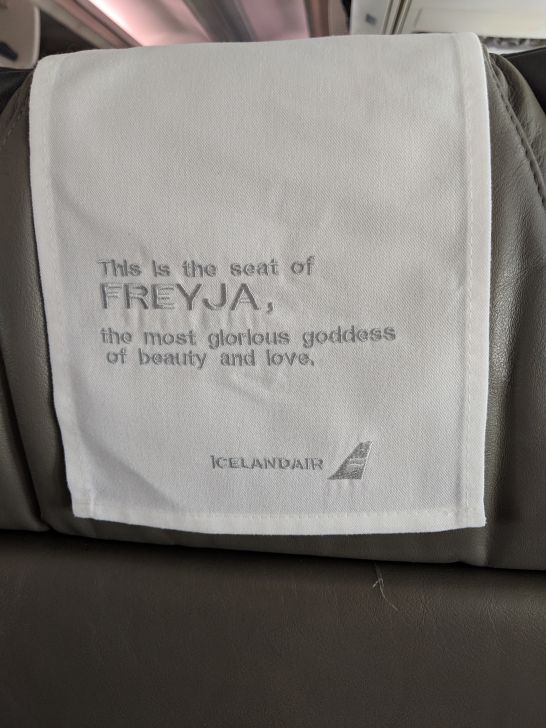 This is the seat of
FREYJA,
the most glorious goddess
of beauty and love.
ICELANDAIR